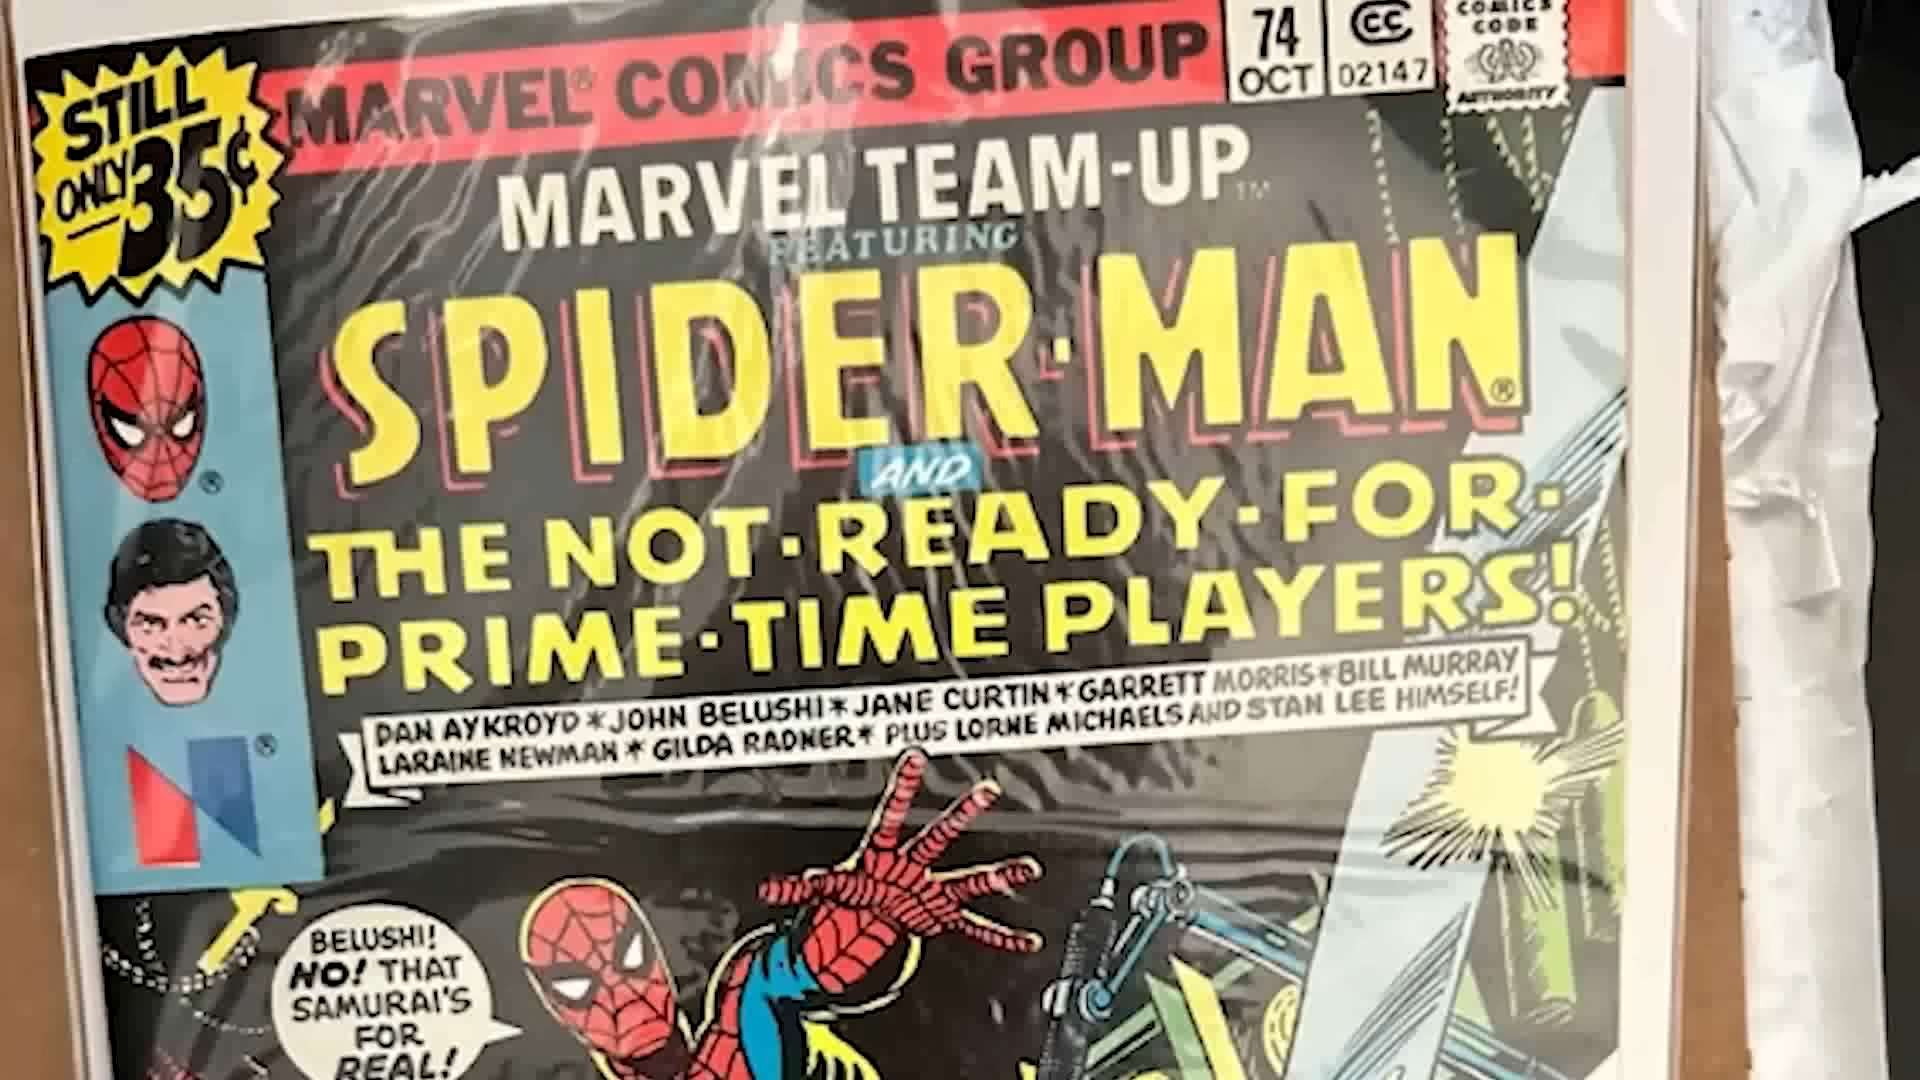 STILL
ONLY 35¢
MARVEL® COMICS GROUP
74
OCT
CC
02147
COMICS
CODE
AUTHORITY
MARVEL TEAM-UP™
FEATURING
SPIDER·MAN®
AND
THE NOT·READY·FOR·
PRIME·TIME PLAYERS!
DAN AYKROYD * JOHN BELUSHI * JANE CURTIN * GARRETT MORRIS * BILL MURRAY
LARAINE NEWMAN * GILDA RADNER * PLUS LORNE MICHAELS AND STAN LEE HIMSELF!
®
N ®
BELUSHI!
NO! THAT
SAMURAI'S
FOR
REAL!